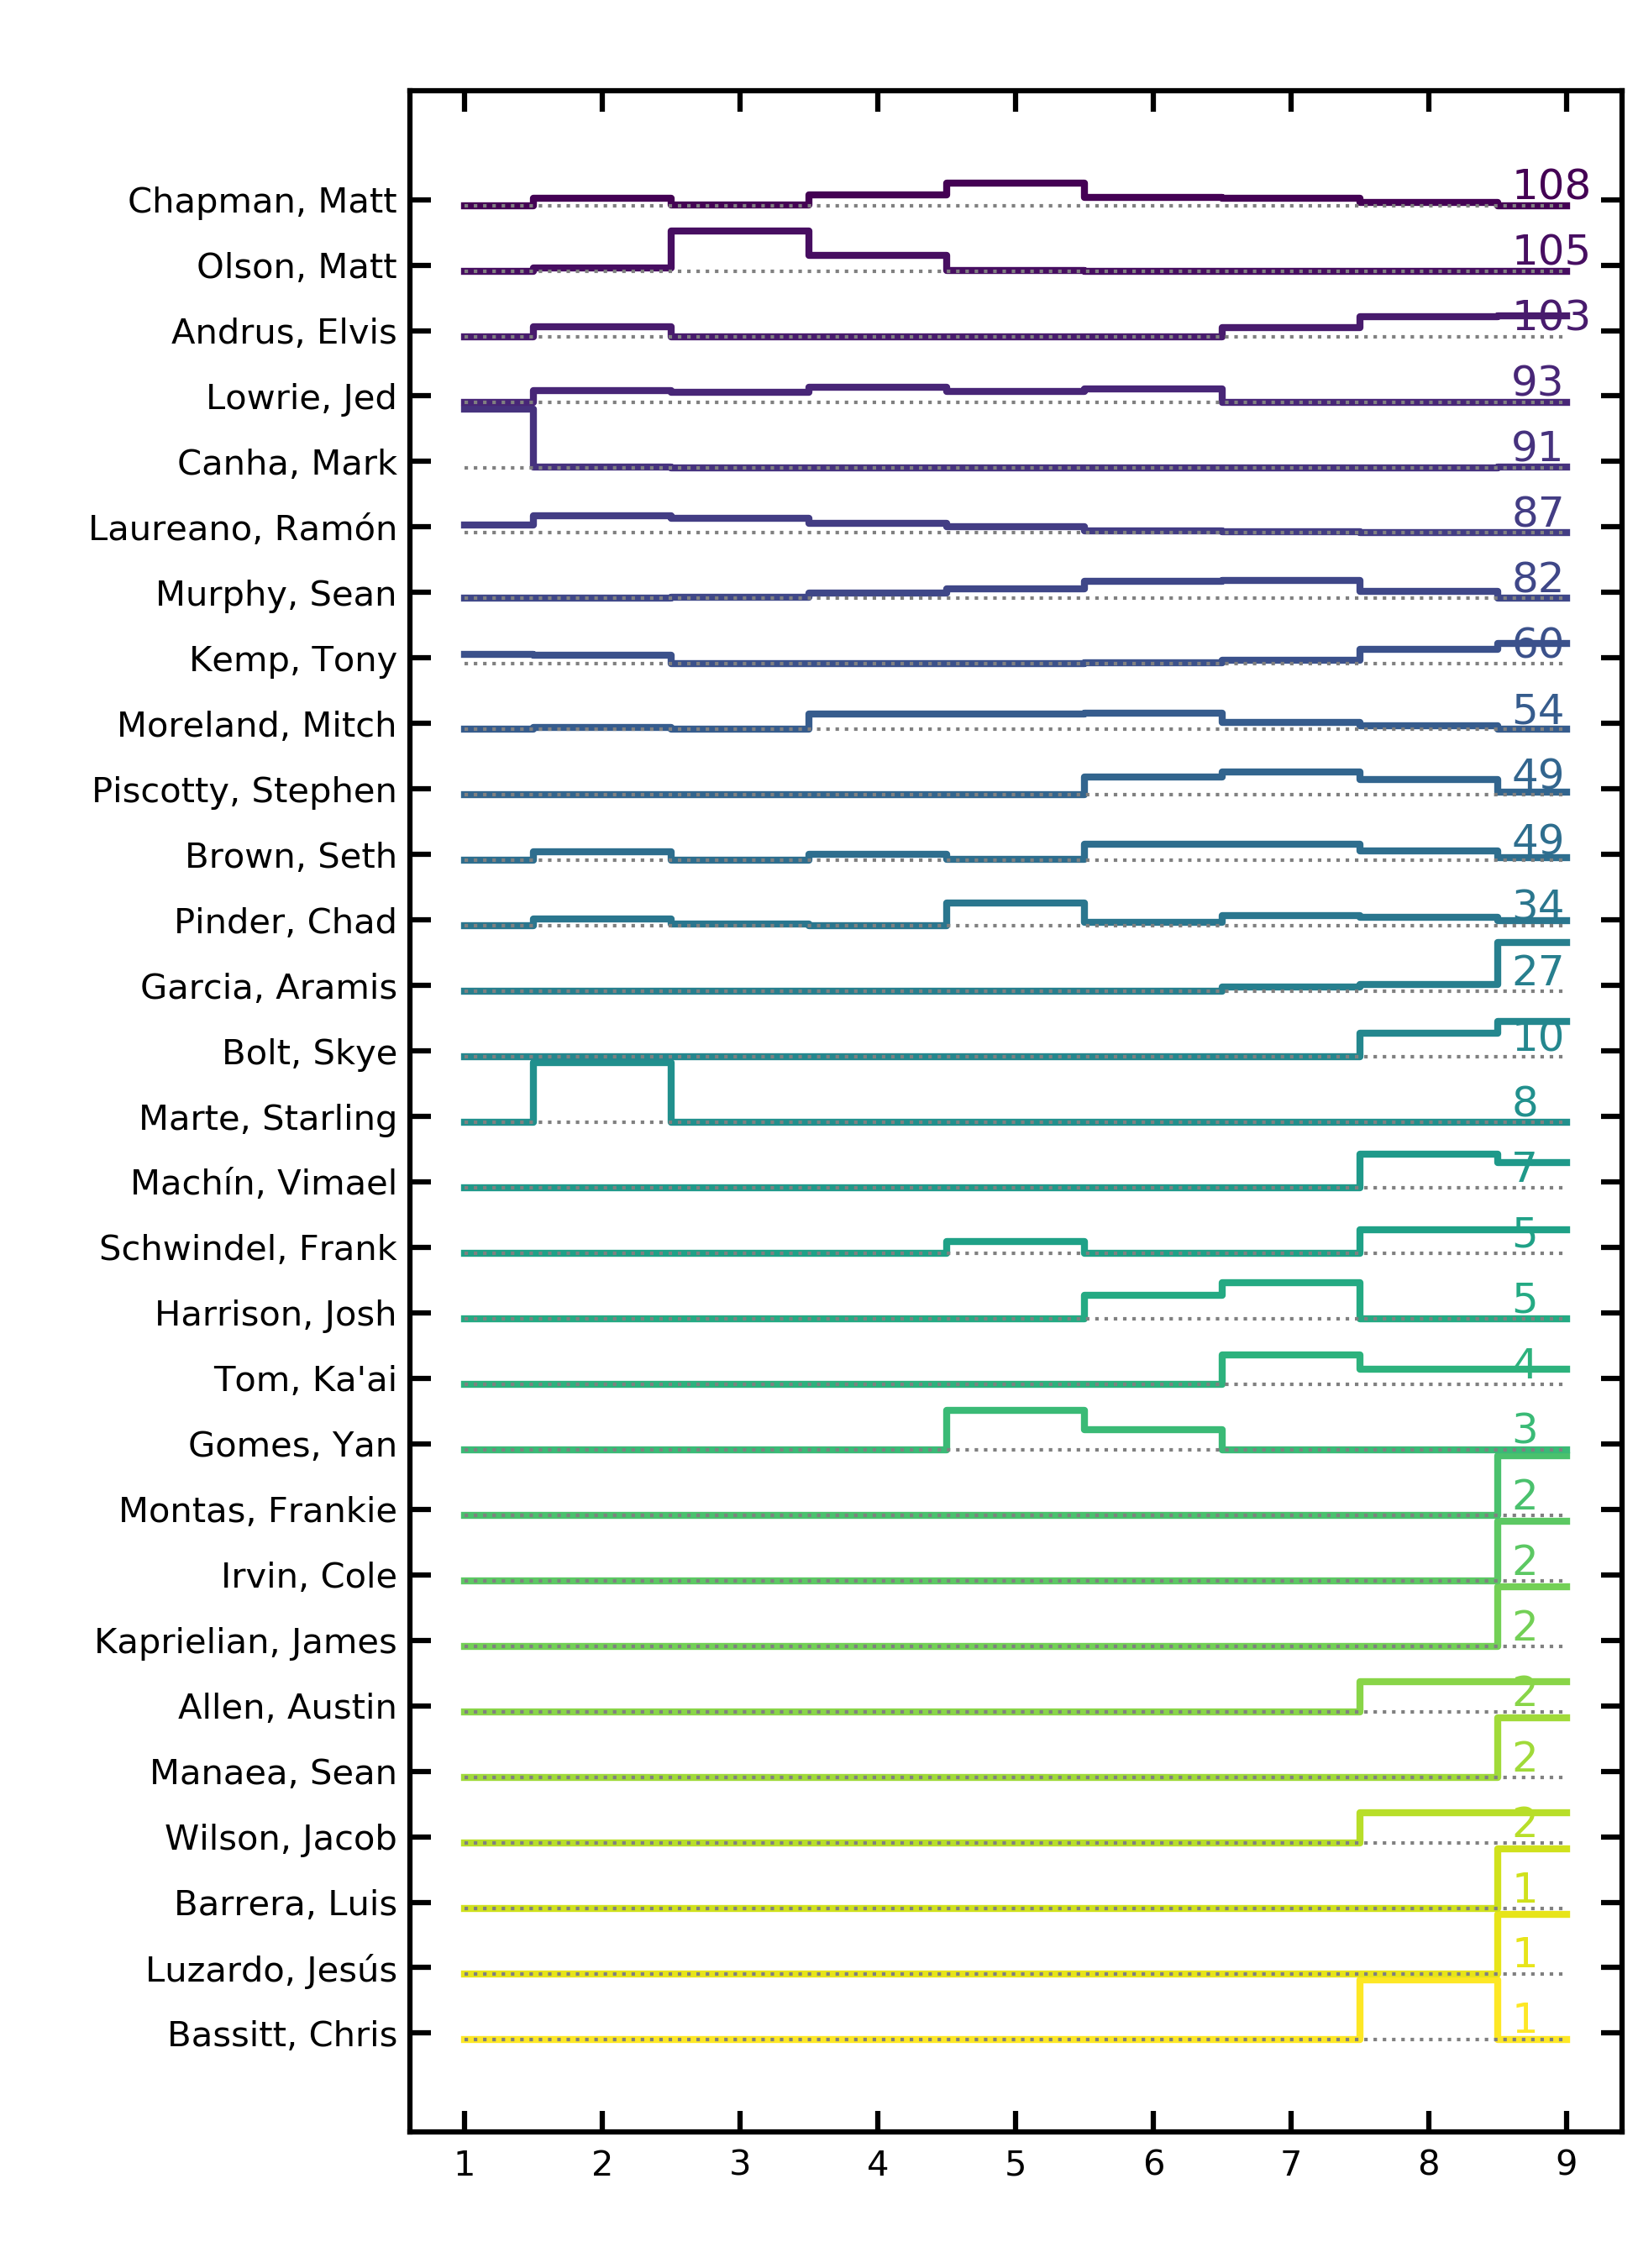 Chapman, Matt 108
Olson, Matt 105
Andrus, Elvis 103
Lowrie, Jed 93
Canha, Mark 91
Laureano, Ramón 87
Murphy, Sean 82
Kemp, Tony 60
Moreland, Mitch 54
Piscotty, Stephen 49
Brown, Seth 49
Pinder, Chad 34
Garcia, Aramis 27
Bolt, Skye 10
Marte, Starling 8
Machín, Vimael 7
Schwindel, Frank 5
Harrison, Josh 5
Tom, Ka'ai 4
Gomes, Yan 3
Montas, Frankie 2
Irvin, Cole 2
Kaprielian, James 2
Allen, Austin 2
Manaea, Sean 2
Wilson, Jacob 2
Barrera, Luis 1
Luzardo, Jesús 1
Bassitt, Chris 1
1 2 3 4 5 6 7 8 9